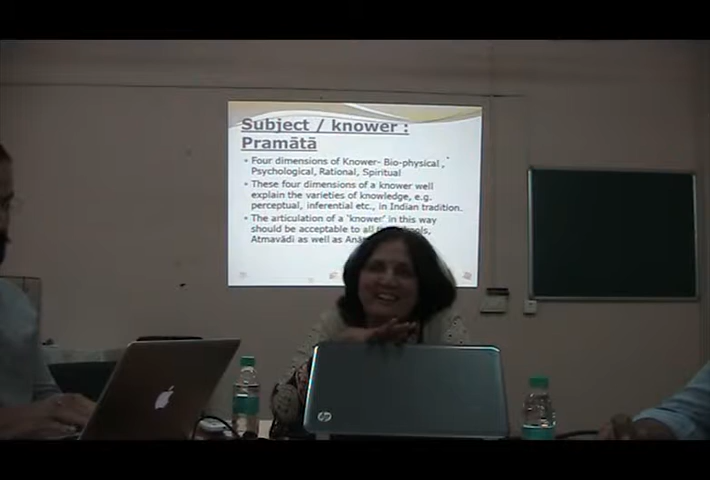 Subject / knower :
Pramātā
• Four dimensions of Knower- Bio-physical ,
Psychological, Rational, Spiritual
• These four dimensions of a knower well
explain the varieties of knowledge, e.g.
perceptual, inferential etc., in Indian tradition.
• The articulation of a 'knower' in this way
should be acceptable to all
Atmavādi as well as
hp